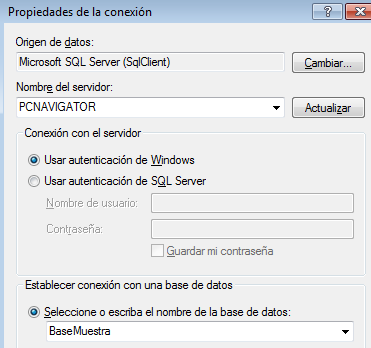 Propiedades de la conexión
Origen de datos:
Microsoft SQL Server (SqlClient)
Cambiar...
Nombre del servidor:
PCNAVIGATOR
Actualizar
Conexión con el servidor
Usar autenticación de Windows
Usar autenticación de SQL Server
Nombre de usuario:
Contraseña:
Guardar mi contraseña
Establecer conexión con una base de datos
Seleccione o escriba el nombre de la base de datos:
BaseMuestra